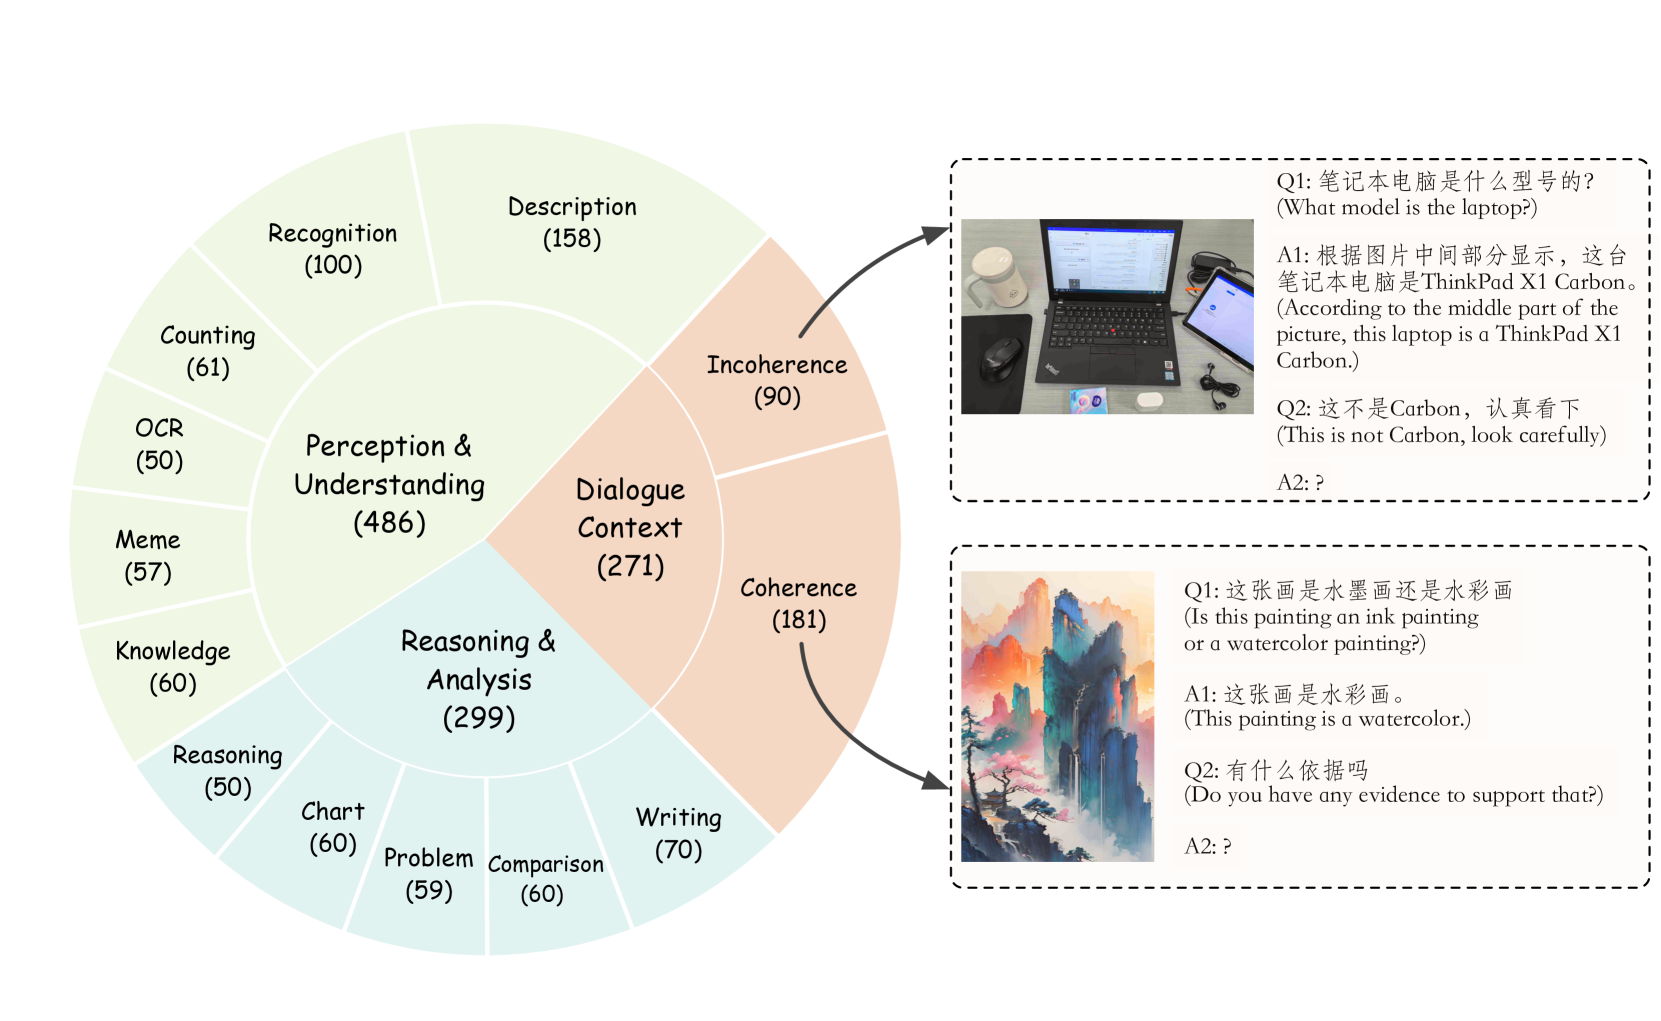 Description
(158)
Recognition
(100)
Counting
(61)
OCR
(50)
Meme
(57)
Knowledge
(60)
Perception &
Understanding
(486)
Dialogue
Context
(271)
Incoherence
(90)
Coherence
(181)
Reasoning &
Analysis
(299)
Reasoning
(50)
Chart
(60)
Problem
(59)
Comparison
(60)
Writing
(70)
Q1: 笔记本电脑是什么型号的？
(What model is the laptop?)
A1: 根据图片中间部分显示，这台
笔记本电脑是ThinkPad X1 Carbon。
(According to the middle part of the
picture, this laptop is a ThinkPad X1
Carbon.)
Q2: 这不是Carbon，认真看下
(This is not Carbon, look carefully)
A2: ?
Q1: 这张画是水墨画还是水彩画
(Is this painting an ink painting
or a watercolor painting?)
A1: 这张画是水彩画。
(This painting is a watercolor.)
Q2: 有什么依据吗
(Do you have any evidence to support that?)
A2: ?